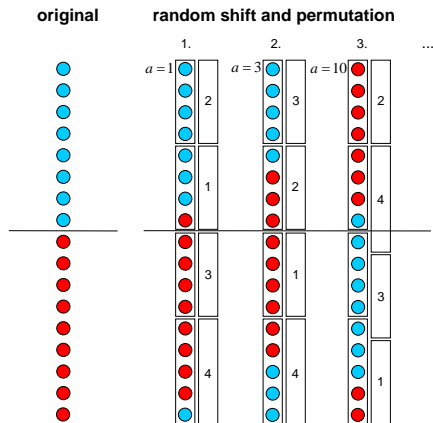 original random shift and permutation
1. 2. 3. ...
a = 1 a = 3 a = 10
2 3 2
1 2 4
3 1 3
4 4 1